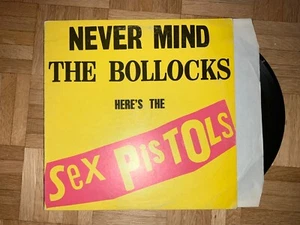 NEVER MIND
THE BOLLOCKS
HERE'S THE
Sex PisTOLs